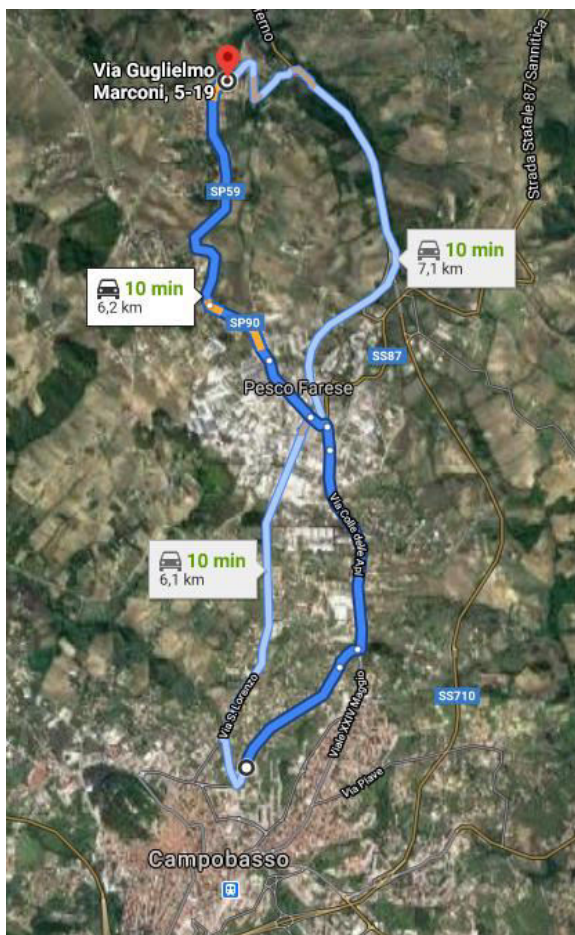 iferno
Via Guglielmo
Marconi, 5-19
Strada Statale 87 Sannitica
SP59
10 min
7,1 km
10 min
6,2 km
SP90
SS87
Pesco Farese
Via Colle delle Api
10 min
6,1 km
Via S. Lorenzo
Viale XXIV Maggio
SS710
Via Piave
Campobasso